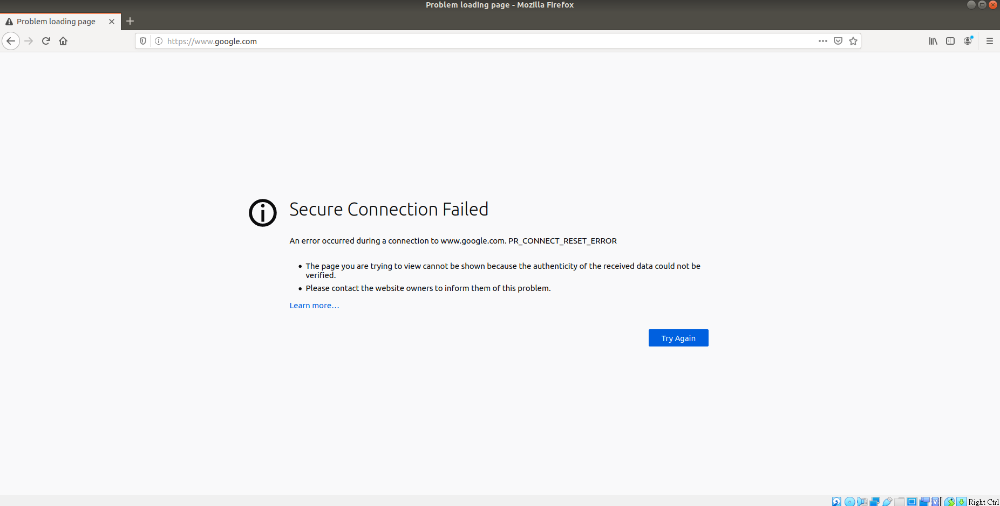 Problem loading page - Mozilla Firefox
Problem loading page
https://www.google.com
Secure Connection Failed
An error occurred during a connection to www.google.com. PR_CONNECT_RESET_ERROR
The page you are trying to view cannot be shown because the authenticity of the received data could not be
verified.
Please contact the website owners to inform them of this problem.
Learn more…
Try Again
Right Ctrl